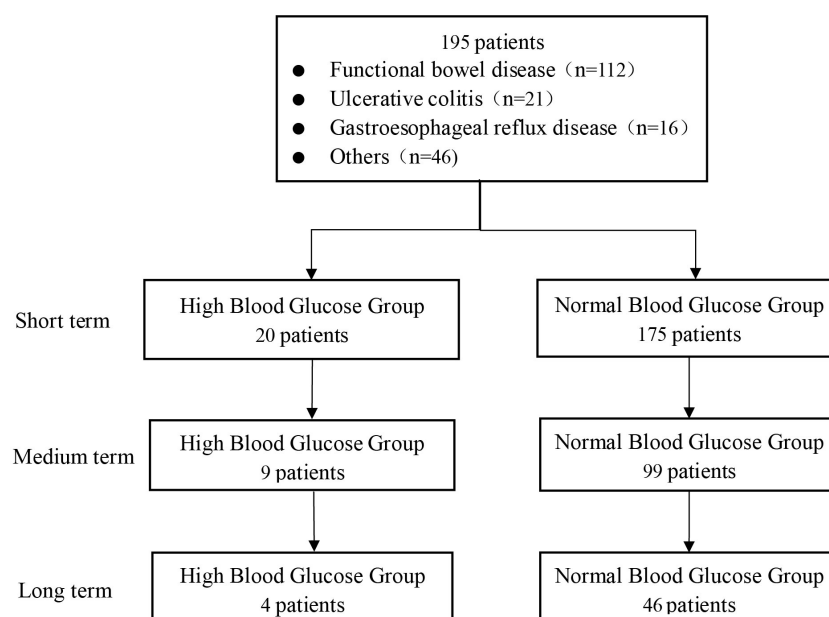 195 patients
● Functional bowel disease（n=112）
● Ulcerative colitis（n=21）
● Gastroesophageal reflux disease（n=16）
● Others（n=46)
Short term
High Blood Glucose Group
20 patients
Normal Blood Glucose Group
175 patients
Medium term
High Blood Glucose Group
9 patients
Normal Blood Glucose Group
99 patients
Long term
High Blood Glucose Group
4 patients
Normal Blood Glucose Group
46 patients